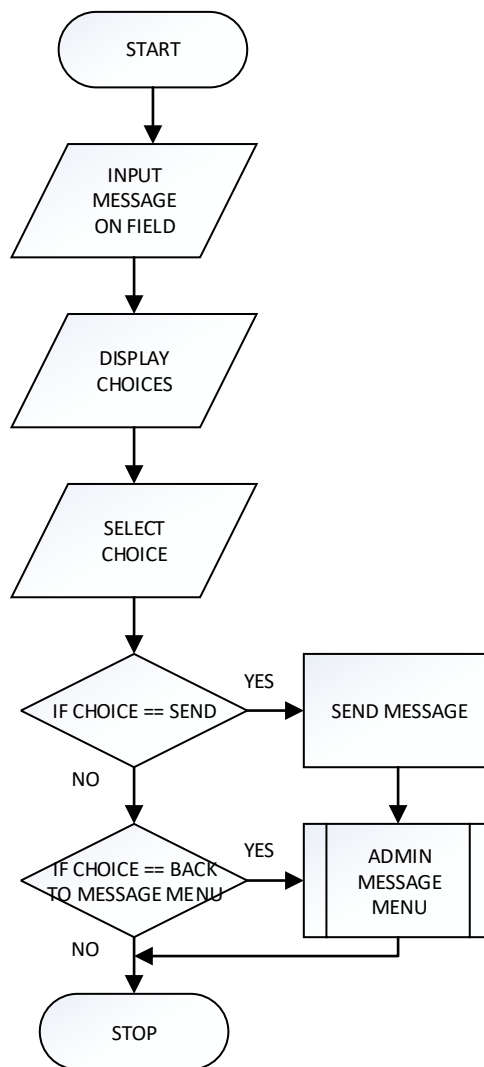 START
INPUT
MESSAGE
ON FIELD
DISPLAY
CHOICES
SELECT
CHOICE
IF CHOICE == SEND
YES
SEND MESSAGE
NO
IF CHOICE == BACK
TO MESSAGE MENU
YES
ADMIN
MESSAGE
MENU
NO
STOP